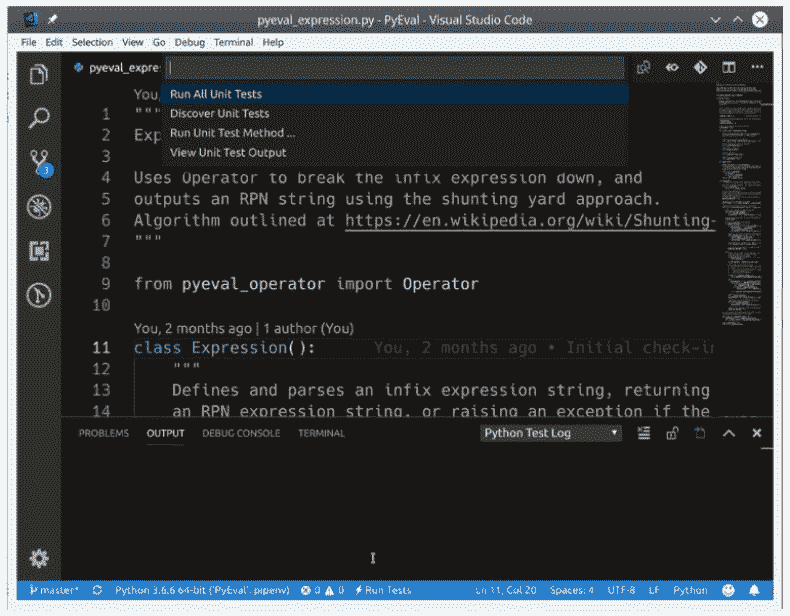 pyeval_expression.py - PyEval - Visual Studio Code
File Edit Selection View Go Debug Terminal Help
pyeval_expre
Run All Unit Tests
Discover Unit Tests
Run Unit Test Method ...
View Unit Test Output
You,
1 """
2 Exp
3
4 Uses Operator to break the infix expression down, and
5 outputs an RPN string using the shunting yard approach.
6 Algorithm outlined at https://en.wikipedia.org/wiki/Shunting-
7 """
8
9 from pyeval_operator import Operator
10
You, 2 months ago | 1 author (You)
11 class Expression(): You, 2 months ago • Initial check-in
12 """
13 Defines and parses an infix expression string, returning
14 an RPN expression string, or raising an exception if the
3
PROBLEMS OUTPUT DEBUG CONSOLE TERMINAL Python Test Log
master* Python 3.6.6 64-bit ('PyEval': pipenv) 0 0 Run Tests Ln 11, Col 20 Spaces: 4 UTF-8 LF Python